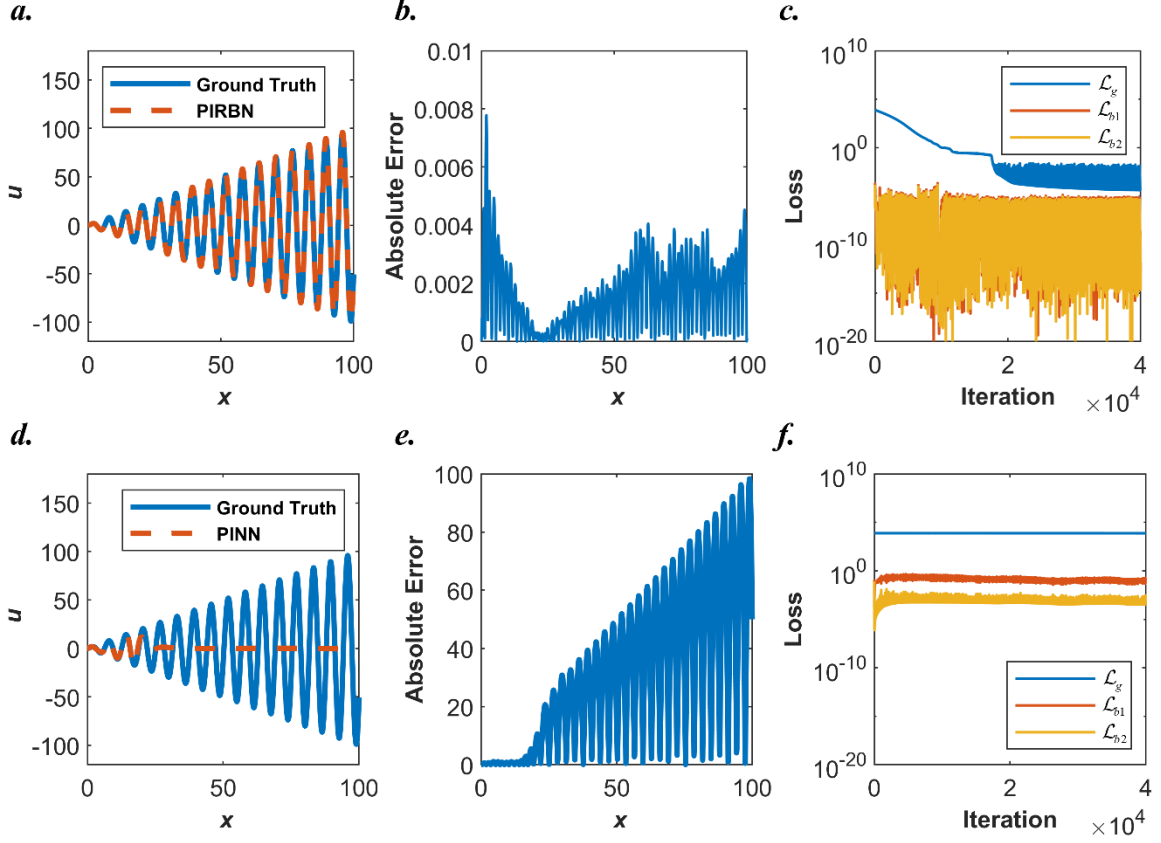 a.
150
100
50
0
-50
-100
u
Ground Truth
PIRBN
0
50
100
x
b.
0.01
0.008
0.006
0.004
0.002
0
Absolute Error
0
50
100
x
c.
10^10
10^0
10^-10
10^-20
Loss
ℒ_g
ℒ_b1
ℒ_b2
0
2
4
Iteration
×10^4
d.
150
100
50
0
-50
-100
u
Ground Truth
PINN
0
50
100
x
e.
100
80
60
40
20
0
Absolute Error
0
50
100
x
f.
10^10
10^0
10^-10
10^-20
Loss
ℒ_g
ℒ_b1
ℒ_b2
0
2
4
Iteration
×10^4